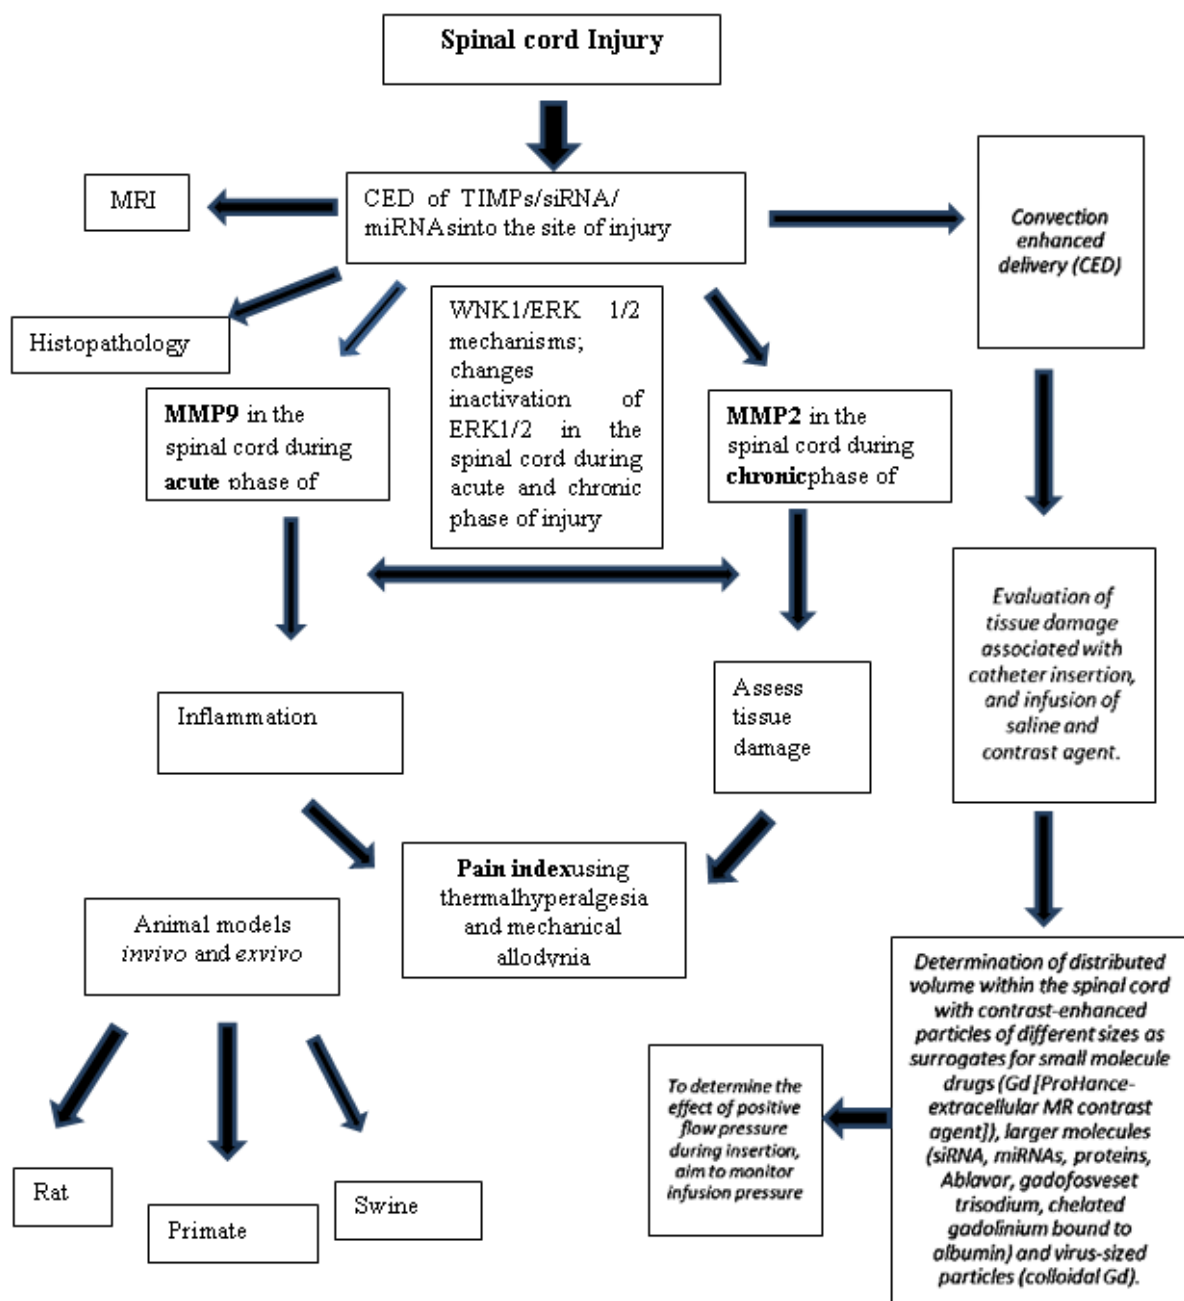 Spinal cord Injury
MRI
CED of TIMPs/siRNA/
miRNAsinto the site of injury
Convection
enhanced
delivery (CED)
Histopathology
WNK1/ERK 1/2
mechanisms;
changes
inactivation of
ERK1/2 in the
spinal cord during
acute and chronic
phase of injury
MMP9 in the
spinal cord during
acute phase of
MMP2 in the
spinal cord during
chronicphase of
Evaluation of
tissue damage
associated with
catheter insertion,
and infusion of
saline and
contrast agent.
Inflammation
Assess
tissue
damage
Pain indexusing
thermalhyperalgesia
and mechanical
allodynia
Animal models
invivo and exvivo
Rat
Primate
Swine
Determination of distributed
volume within the spinal cord
with contrast-enhanced
particles of different sizes as
surrogates for small molecule
drugs (Gd [ProHance-
extracellular MR contrast
agent]), larger molecules
(siRNA, miRNAs, proteins,
Ablavar, gadofosveset
trisodium, chelated
gadolinium bound to
albumin) and virus-sized
particles (colloidal Gd).
To determine the
effect of positive
flow pressure
during insertion,
aim to monitor
infusion pressure